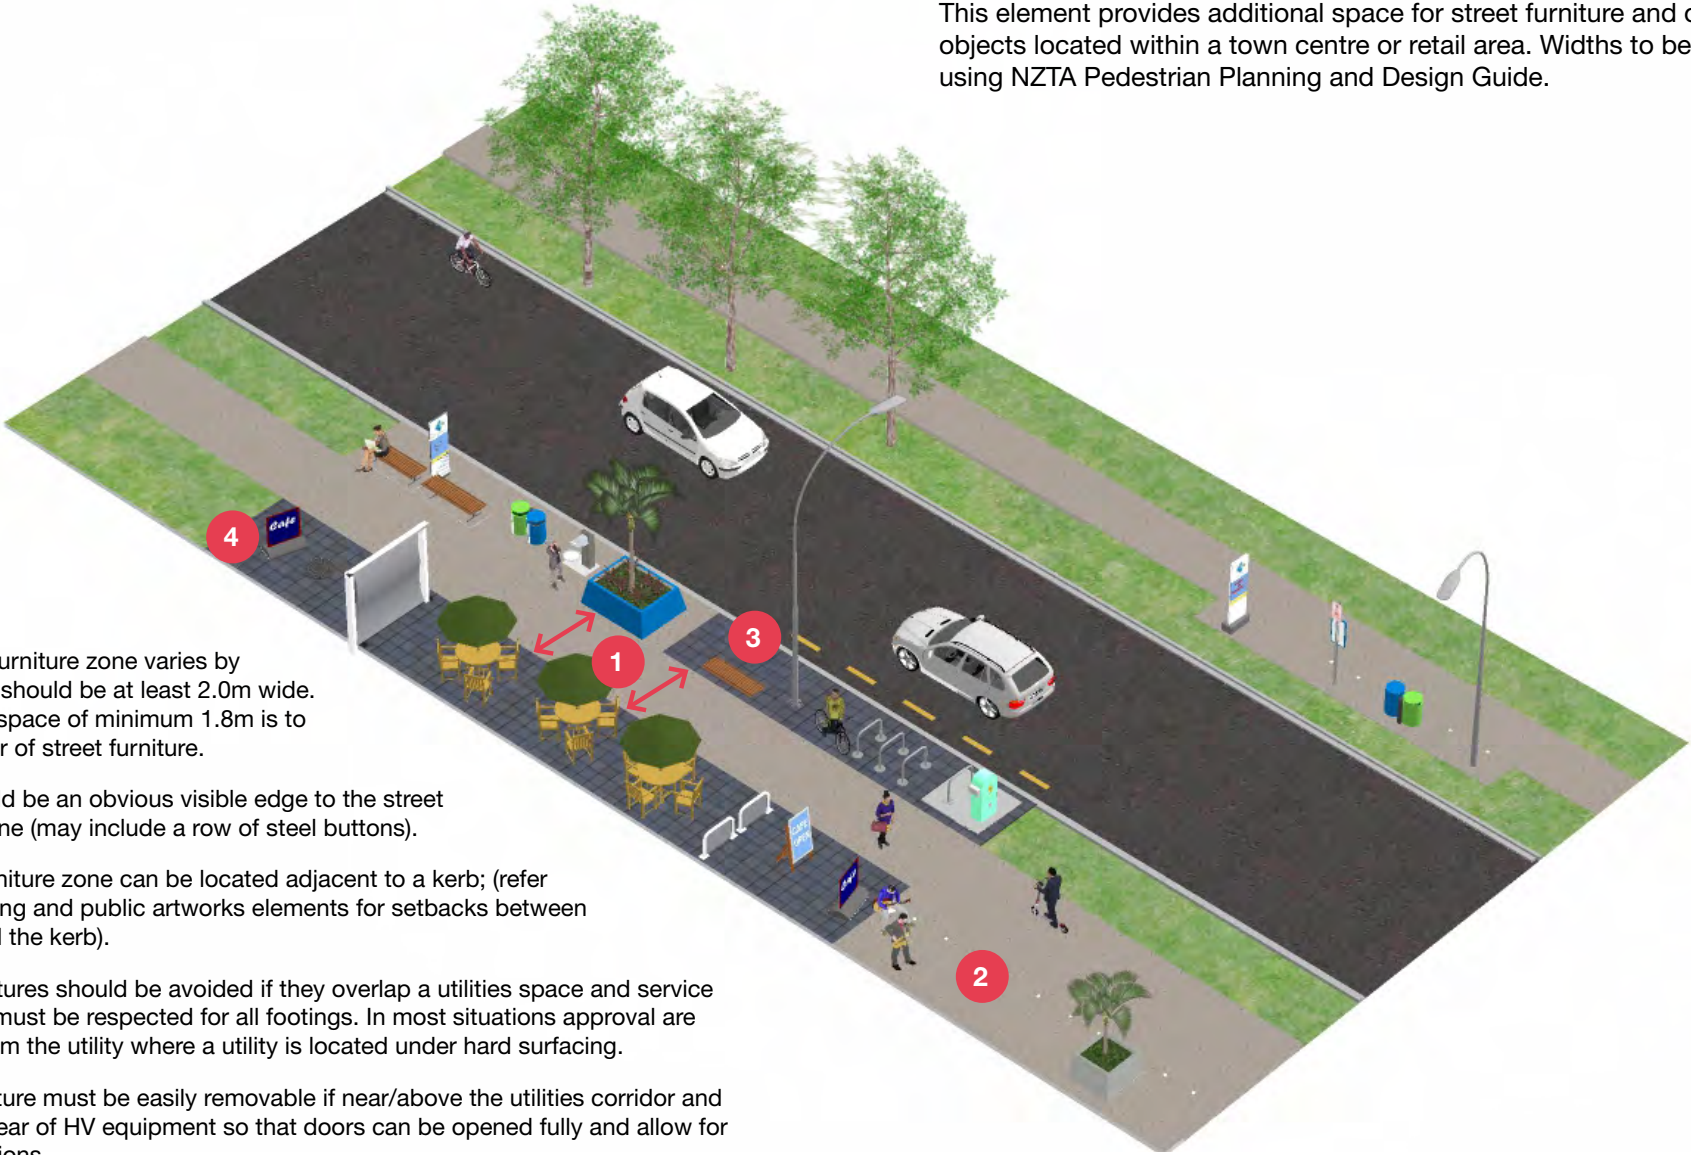 This element provides additional space for street furniture and
objects located within a town centre or retail area. Widths to be
using NZTA Pedestrian Planning and Design Guide.
4
Cafe
3
1
urniture zone varies by
should be at least 2.0m wide.
space of minimum 1.8m is to
r of street furniture.
d be an obvious visible edge to the street
ne (may include a row of steel buttons).
CAFE
OPEN
Cafe
niture zone can be located adjacent to a kerb; (refer
ng and public artworks elements for setbacks between
the kerb).
2
tures should be avoided if they overlap a utilities space and service
must be respected for all footings. In most situations approval are
m the utility where a utility is located under hard surfacing.
ture must be easily removable if near/above the utilities corridor and
ear of HV equipment so that doors can be opened fully and allow for